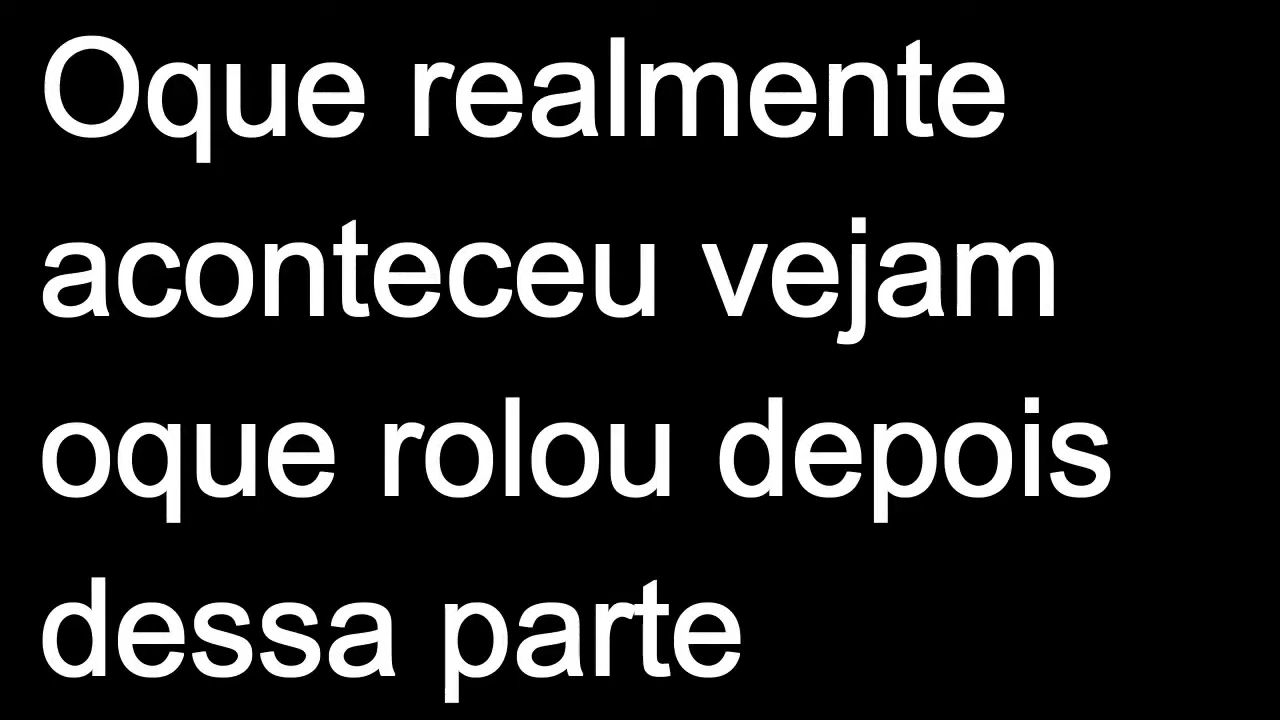 Oque realmente
aconteceu vejam
oque rolou depois
dessa parte